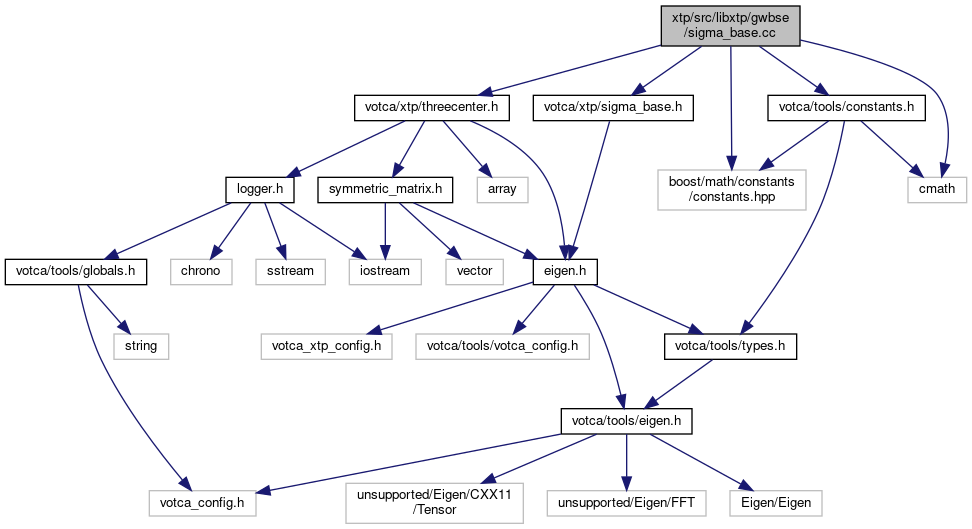 xtp/src/libxtp/gwbse
/sigma_base.cc
votca/xtp/threecenter.h
votca/xtp/sigma_base.h
votca/tools/constants.h
logger.h
symmetric_matrix.h
array
boost/math/constants
/constants.hpp
cmath
votca/tools/globals.h
chrono
sstream
iostream
vector
eigen.h
string
votca_xtp_config.h
votca/tools/votca_config.h
votca/tools/types.h
votca/tools/eigen.h
votca_config.h
unsupported/Eigen/CXX11
/Tensor
unsupported/Eigen/FFT
Eigen/Eigen